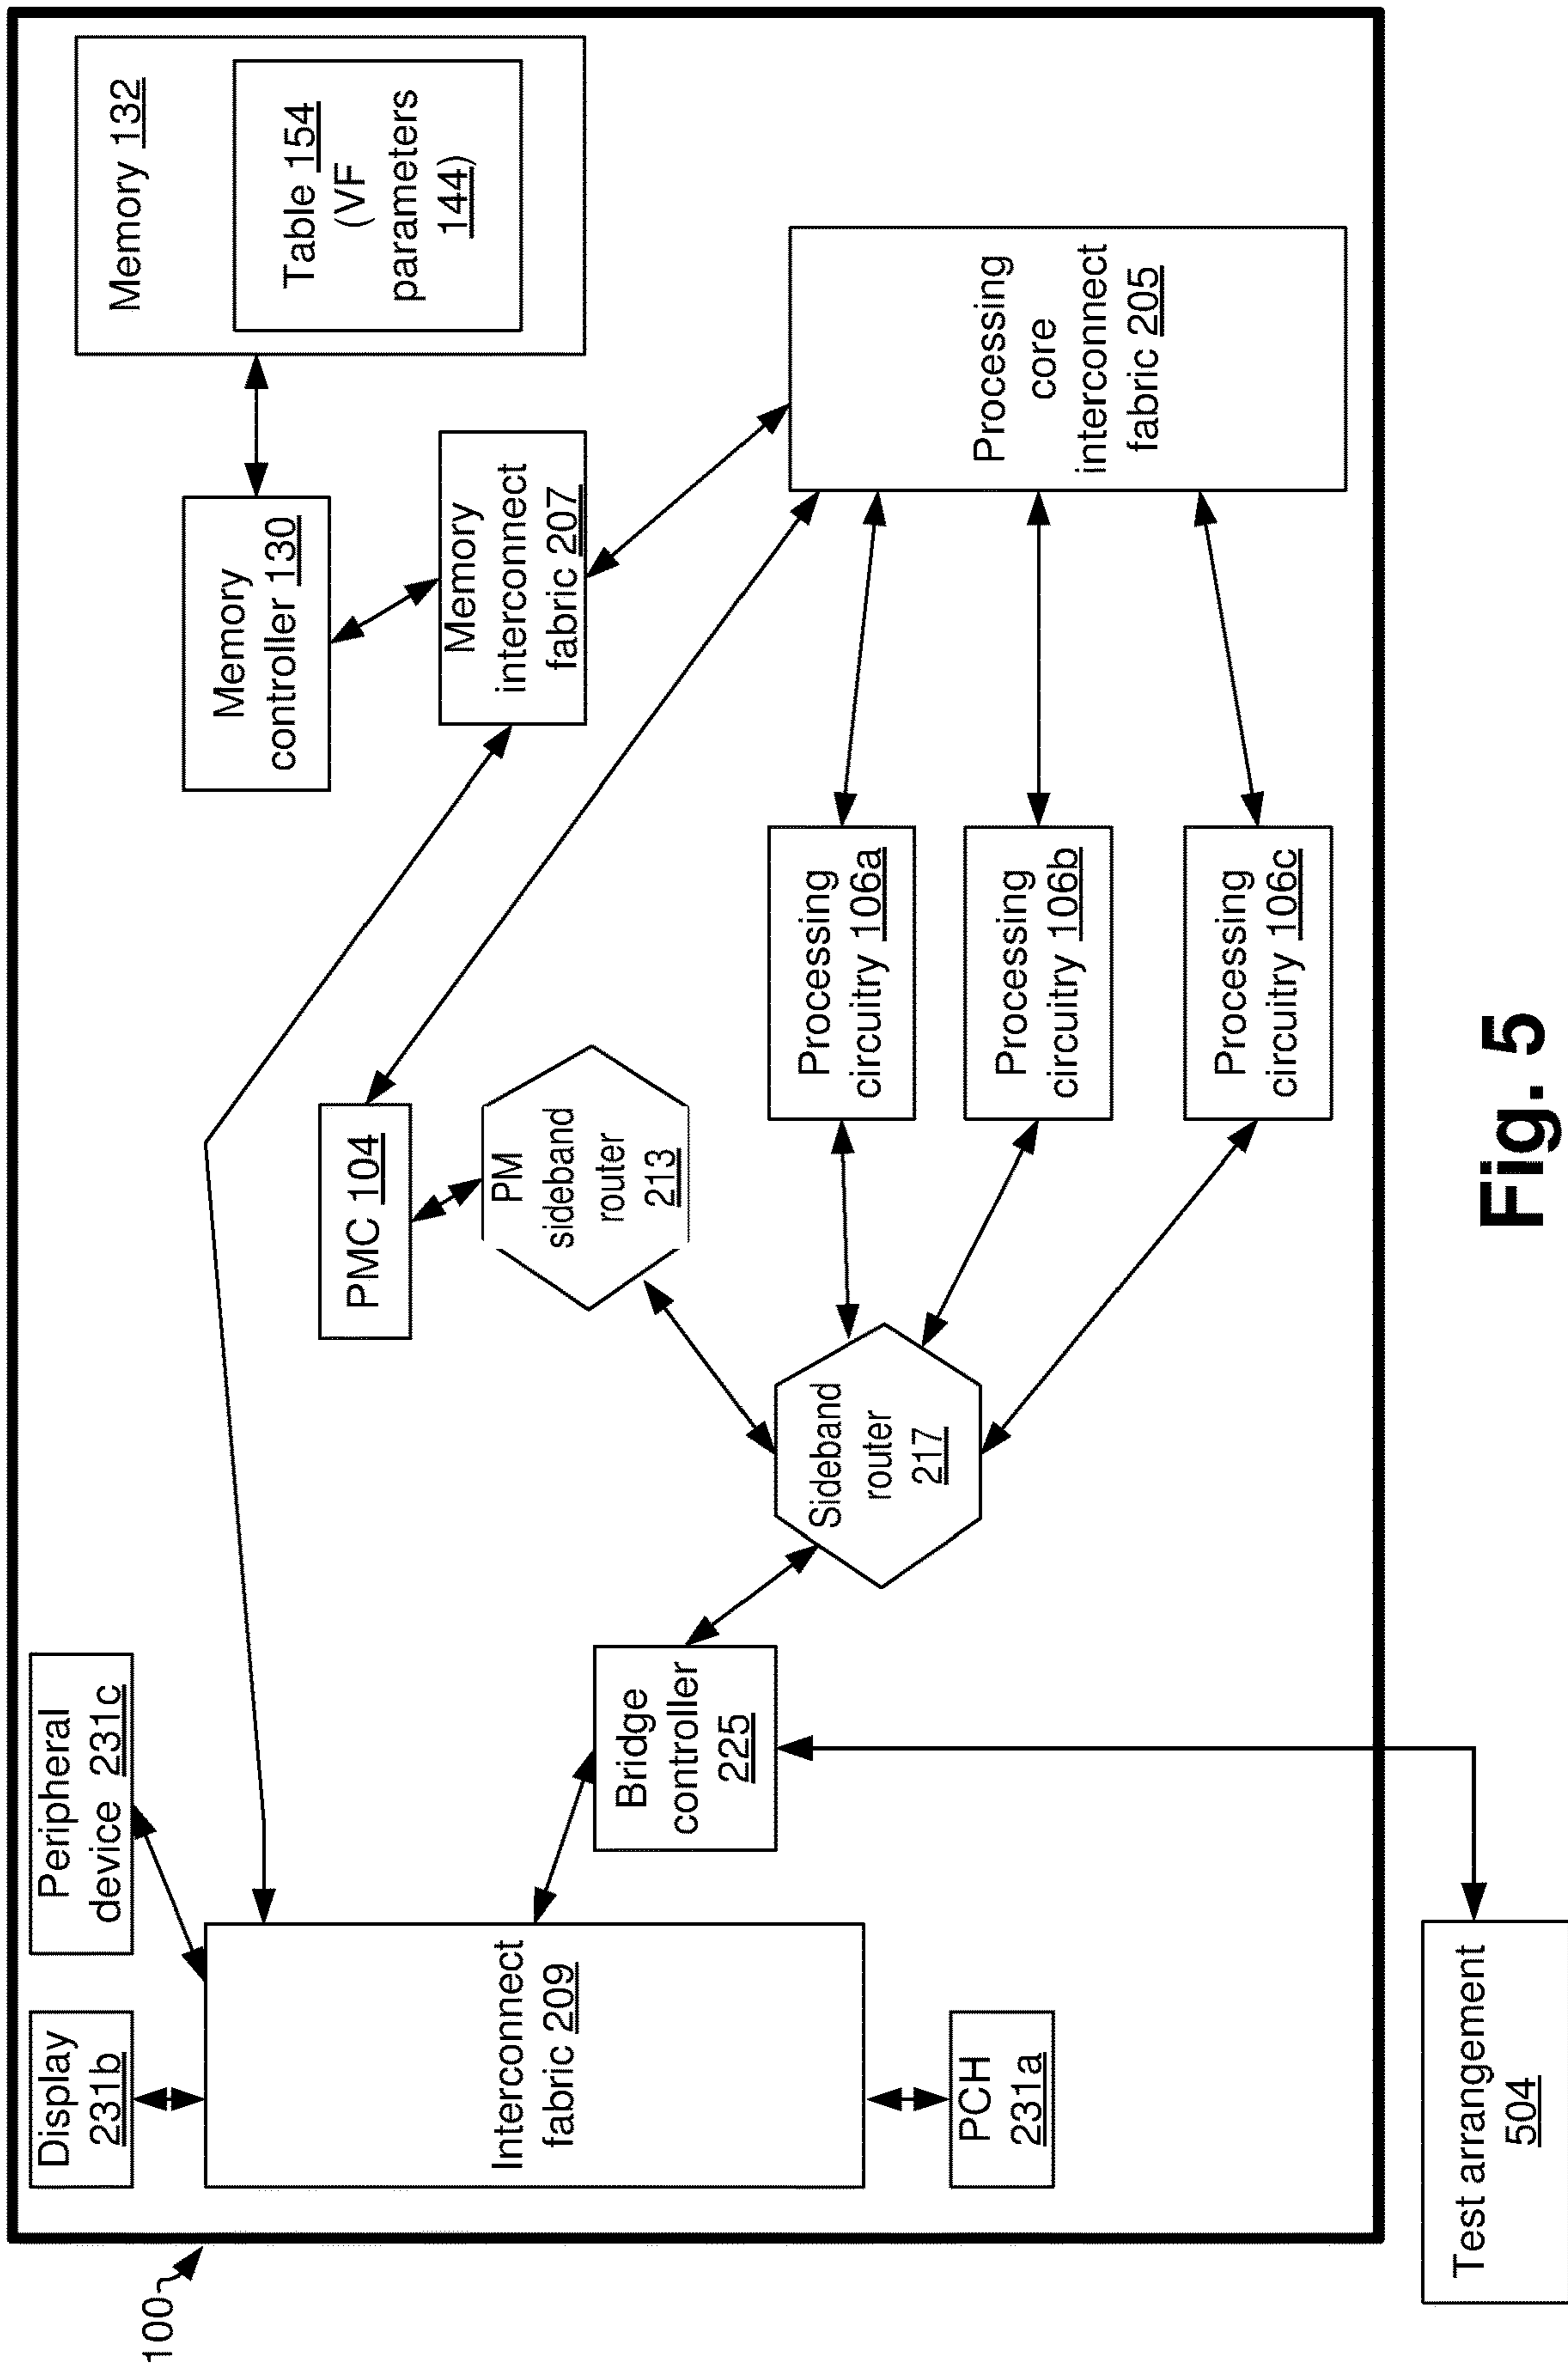 100
Display
231b
Peripheral
device 231c
Interconnect
fabric 209
PCH
231a
Bridge
controller
225
Sideband
router
217
PMC 104
PM
sideband
router
213
Memory
controller 130
Memory
interconnect
fabric 207
Memory 132
Table 154
(VF
parameters
144)
Processing
circuitry 106a
Processing
circuitry 106b
Processing
circuitry 106c
Processing
core
interconnect
fabric 205
Test arrangement
504
Fig. 5